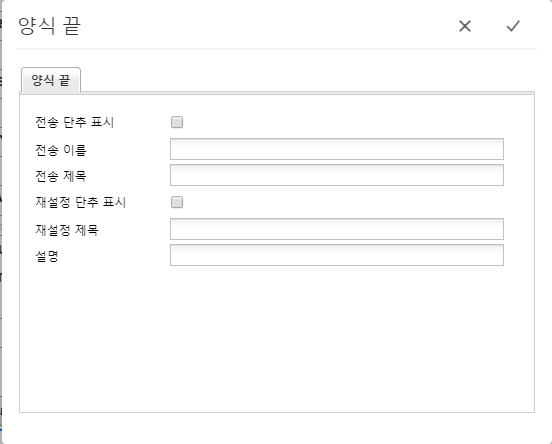 양식 끝
양식 끝
전송 단추 표시
전송 이름
전송 제목
재설정 단추 표시
재설정 제목
설명